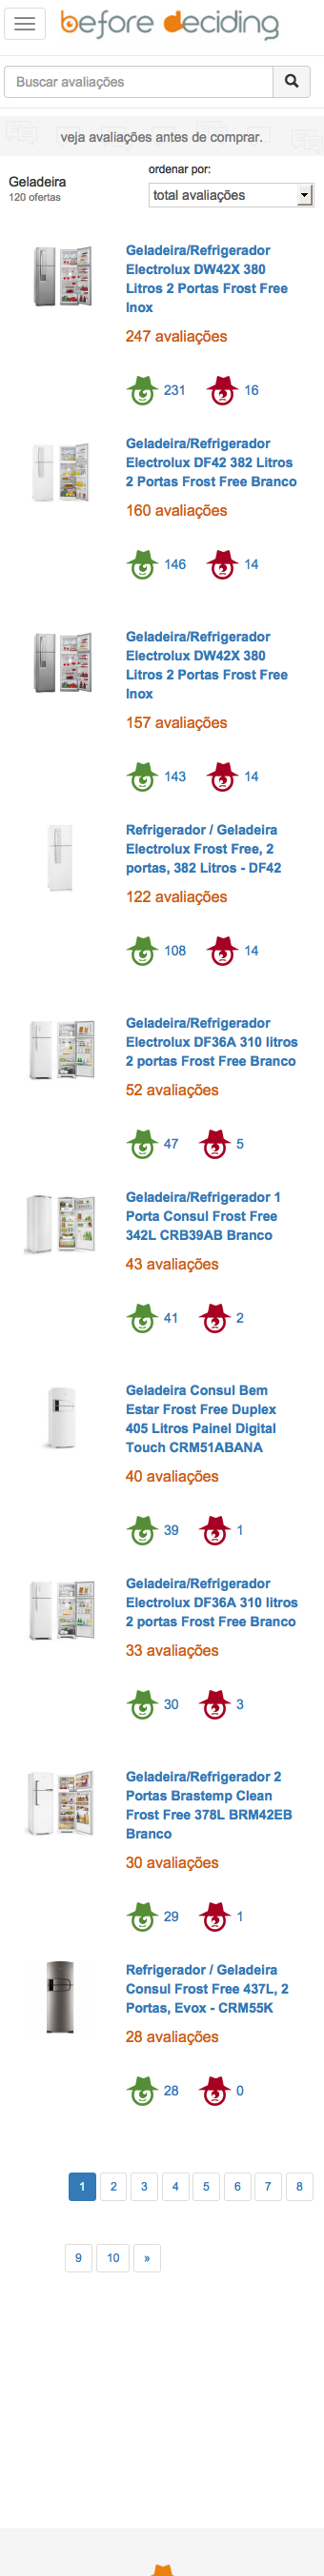 before deciding
Buscar avaliações
veja avaliações antes de comprar.
Geladeira
120 ofertas
ordenar por:
total avaliações
Geladeira/Refrigerador
Electrolux DW42X 380
Litros 2 Portas Frost Free
Inox
247 avaliações
231 16
Geladeira/Refrigerador
Electrolux DF42 382 Litros
2 Portas Frost Free Branco
160 avaliações
146 14
Geladeira/Refrigerador
Electrolux DW42X 380
Litros 2 Portas Frost Free
Inox
157 avaliações
143 14
Refrigerador / Geladeira
Electrolux Frost Free, 2
portas, 382 Litros - DF42
122 avaliações
108 14
Geladeira/Refrigerador
Electrolux DF36A 310 litros
2 portas Frost Free Branco
52 avaliações
47 5
Geladeira/Refrigerador 1
Porta Consul Frost Free
342L CRB39AB Branco
43 avaliações
41 2
Geladeira Consul Bem
Estar Frost Free Duplex
405 Litros Painel Digital
Touch CRM51ABANA
40 avaliações
39 1
Geladeira/Refrigerador
Electrolux DF36A 310 litros
2 portas Frost Free Branco
33 avaliações
30 3
Geladeira/Refrigerador 2
Portas Brastemp Clean
Frost Free 378L BRM42EB
Branco
30 avaliações
29 1
Refrigerador / Geladeira
Consul Frost Free 437L, 2
Portas, Evox - CRM55K
28 avaliações
28 0
1 2 3 4 5 6 7 8
9 10 »